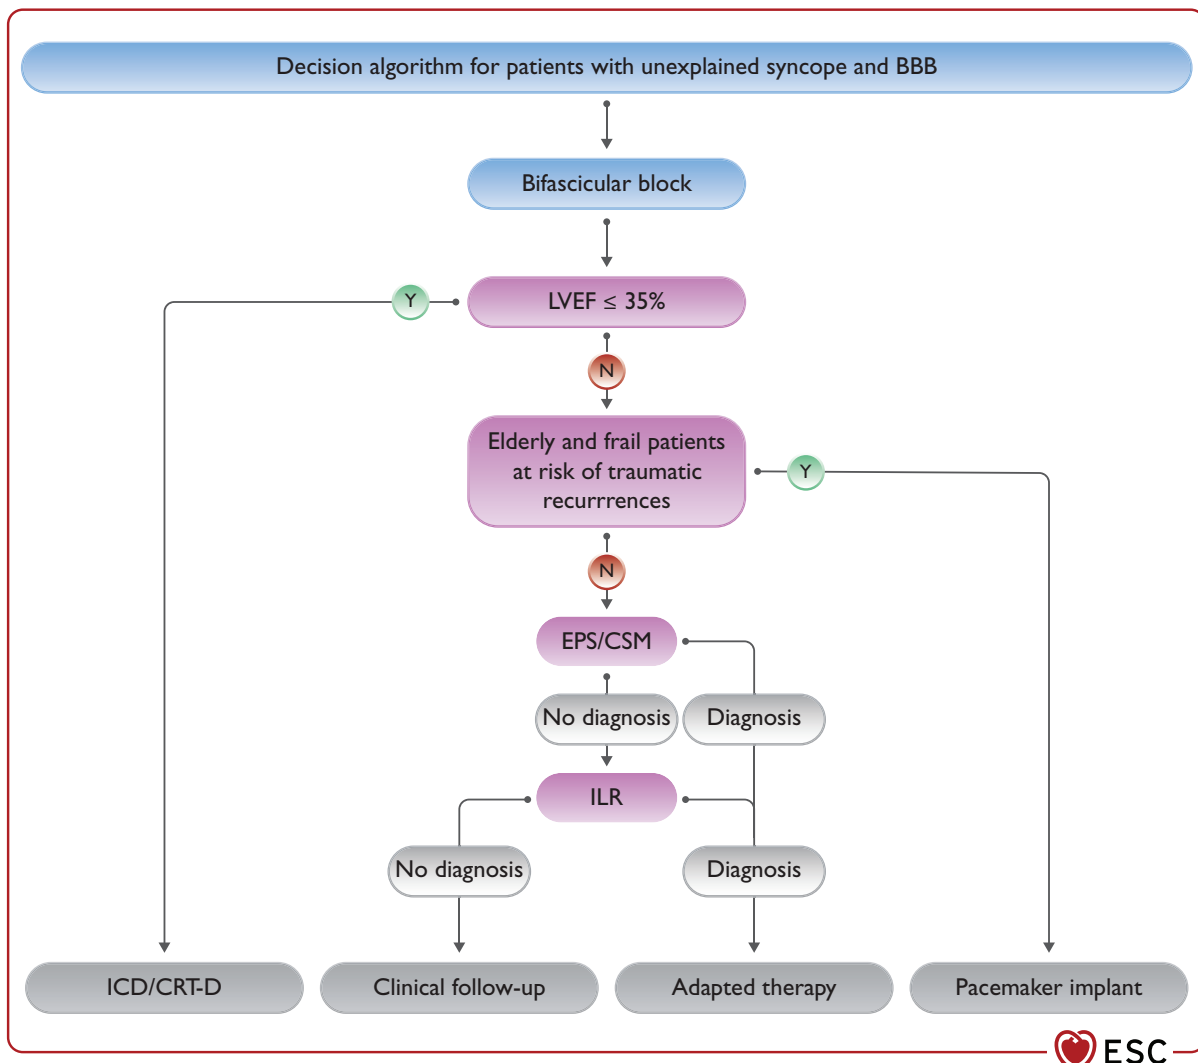 Decision algorithm for patients with unexplained syncope and BBB
Bifascicular block
Y
LVEF ≤ 35%
N
Elderly and frail patients
at risk of traumatic
recurrrences
Y
N
EPS/CSM
No diagnosis
Diagnosis
ILR
No diagnosis
Diagnosis
ICD/CRT-D
Clinical follow-up
Adapted therapy
Pacemaker implant
ESC